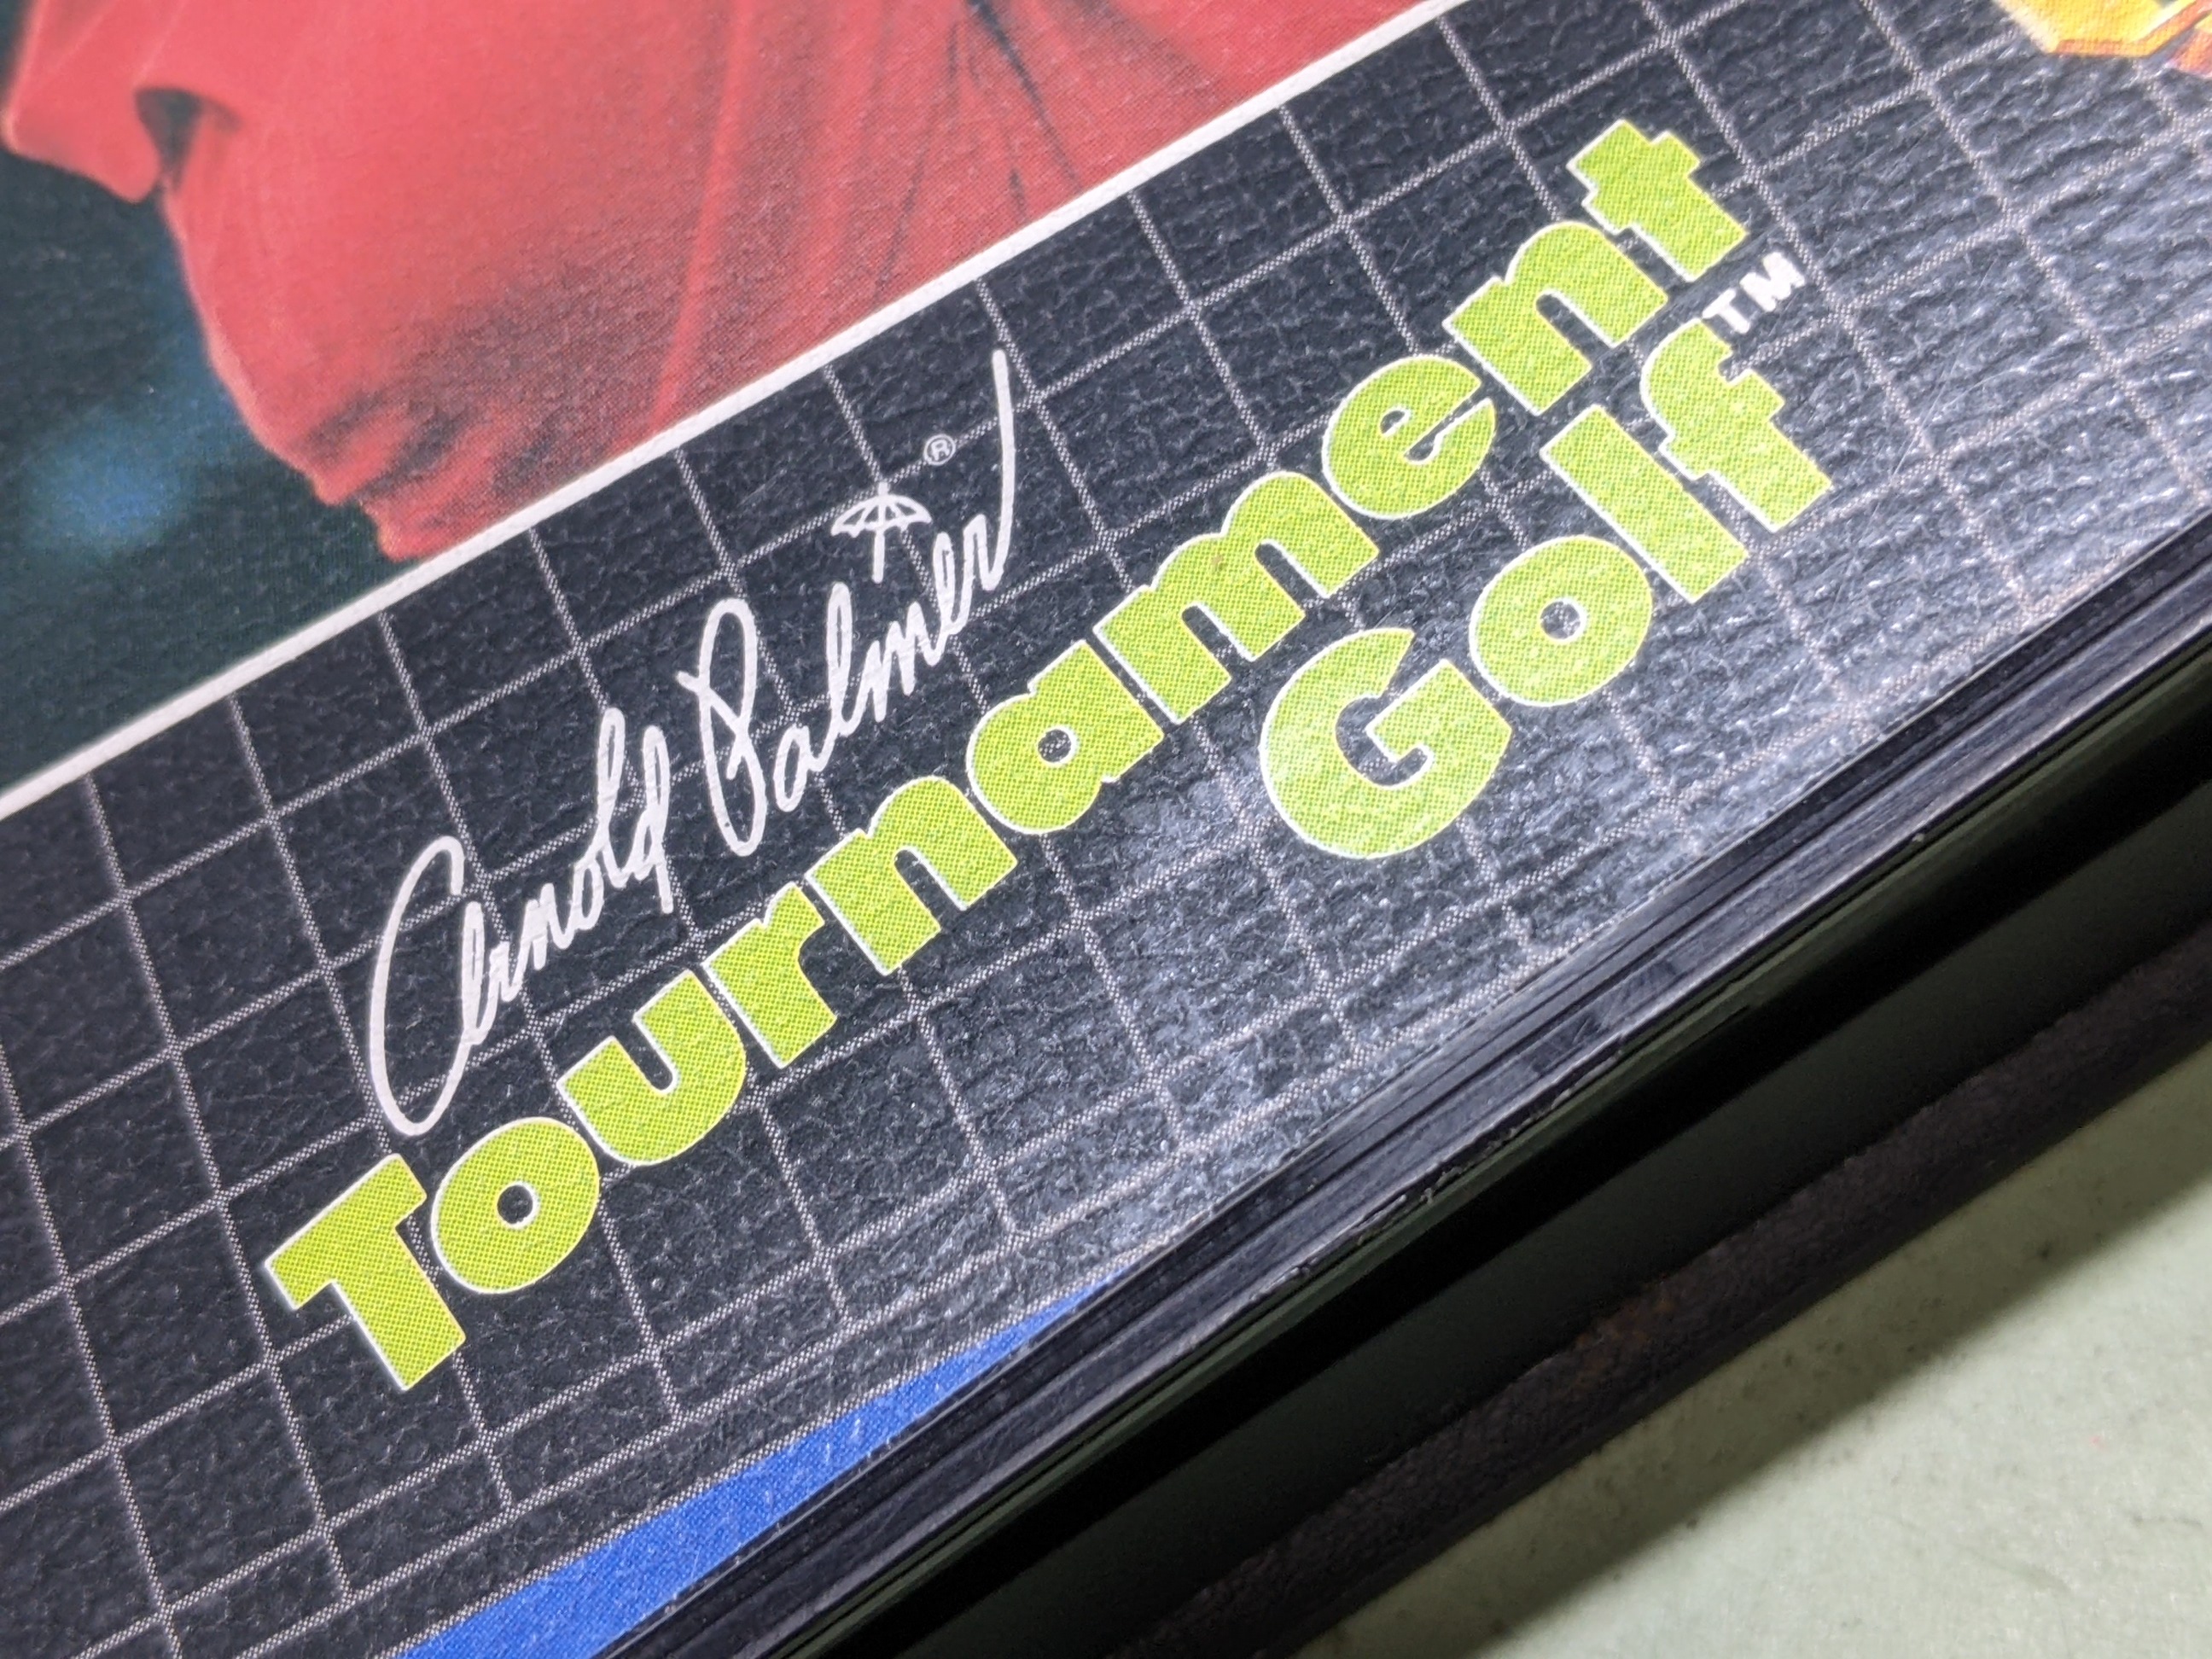 Arnold Palmer ®
Tournament
Golf™